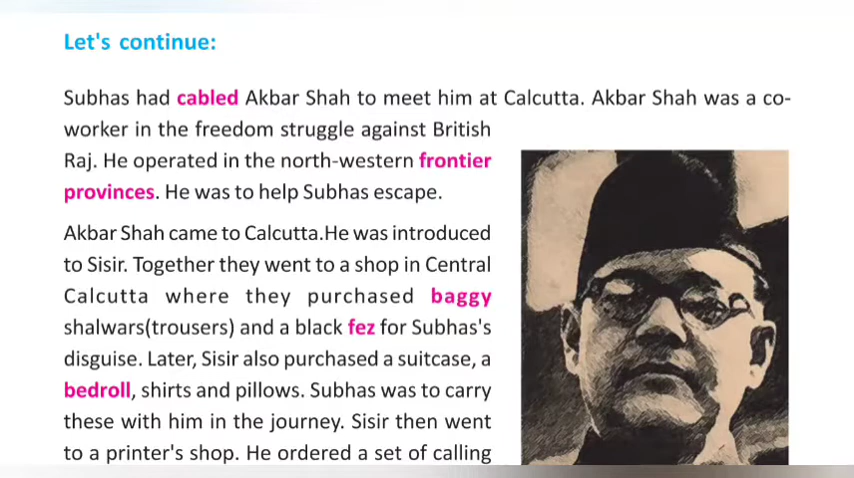 Let's continue:
Subhas had cabled Akbar Shah to meet him at Calcutta. Akbar Shah was a co-
worker in the freedom struggle against British
Raj. He operated in the north-western frontier
provinces. He was to help Subhas escape.
Akbar Shah came to Calcutta.He was introduced
to Sisir. Together they went to a shop in Central
Calcutta where they purchased baggy
shalwars(trousers) and a black fez for Subhas's
disguise. Later, Sisir also purchased a suitcase, a
bedroll, shirts and pillows. Subhas was to carry
these with him in the journey. Sisir then went
to a printer's shop. He ordered a set of calling